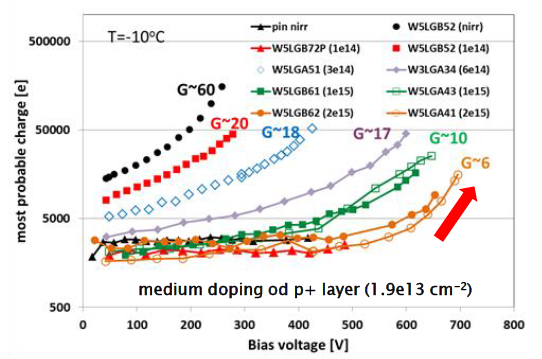 T=-10°C
pin nirr
W5LGB52 (nirr)
W5LGB72P (1e14)
W5LGB52 (1e14)
W5LGA51 (3e14)
W3LGA34 (6e14)
W5LGB61 (1e15)
W5LGA43 (1e15)
W5LGB62 (2e15)
W5LGA41 (2e15)
G~60
G~20
G~18
G~17
G~10
G~6
medium doping od p+ layer (1.9e13 cm⁻²)
most probable charge [e]
500000
50000
5000
500
0
100
200
300
400
500
600
700
800
Bias voltage [V]